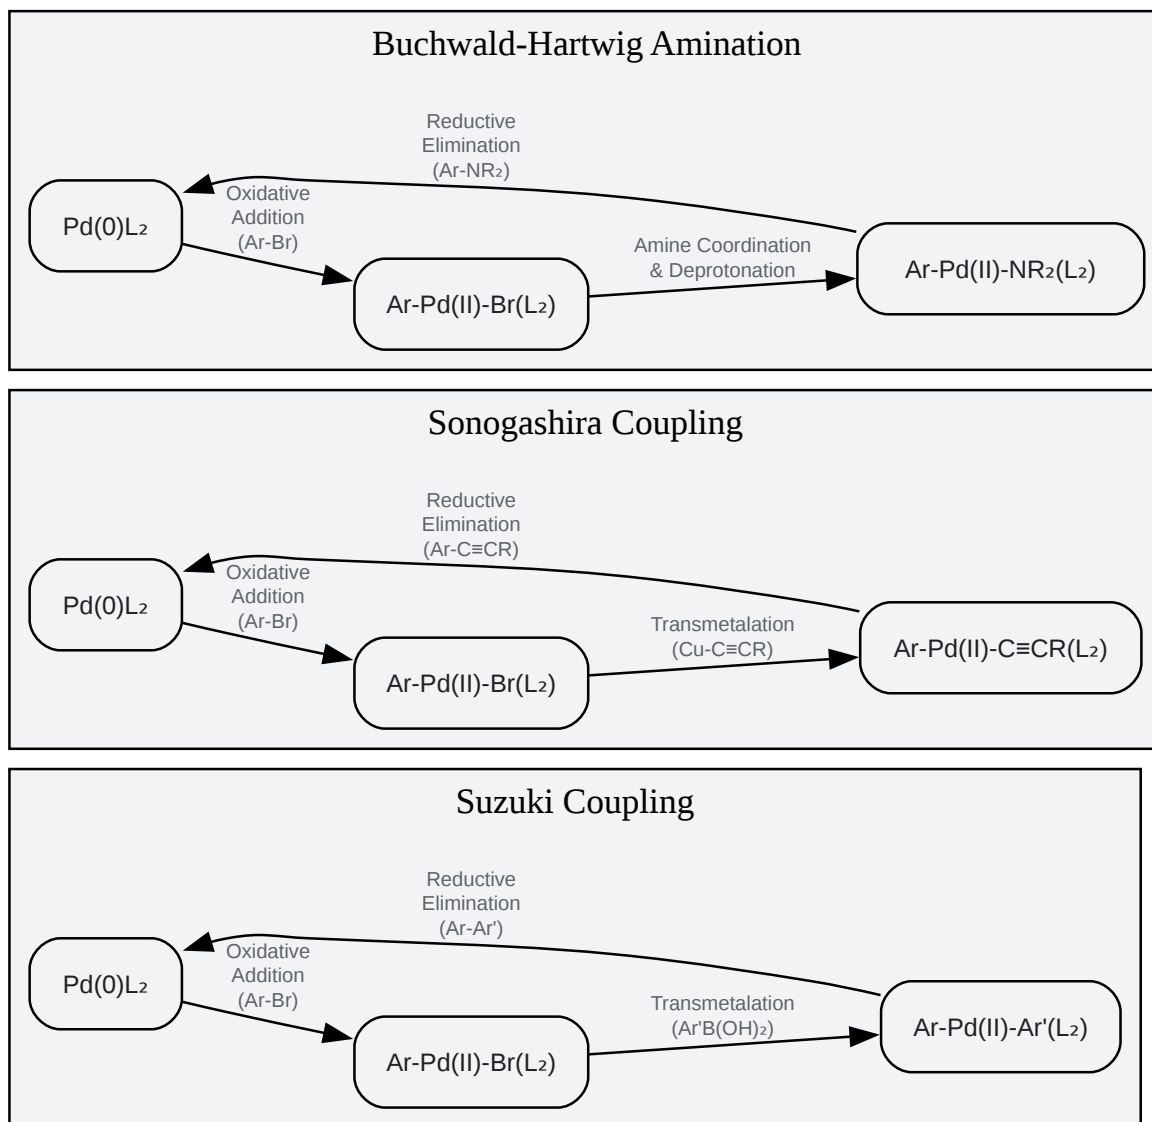 Buchwald-Hartwig Amination
Reductive
Elimination
(Ar-NR₂)
Oxidative
Addition
(Ar-Br)
Pd(0)L₂
Amine Coordination
& Deprotonation
Ar-Pd(II)-NR₂(L₂)
Ar-Pd(II)-Br(L₂)
Sonogashira Coupling
Reductive
Elimination
(Ar-C≡CR)
Oxidative
Addition
(Ar-Br)
Pd(0)L₂
Transmetalation
(Cu-C≡CR)
Ar-Pd(II)-C≡CR(L₂)
Ar-Pd(II)-Br(L₂)
Suzuki Coupling
Reductive
Elimination
(Ar-Ar')
Oxidative
Addition
(Ar-Br)
Pd(0)L₂
Transmetalation
(Ar'B(OH)₂)
Ar-Pd(II)-Ar'(L₂)
Ar-Pd(II)-Br(L₂)